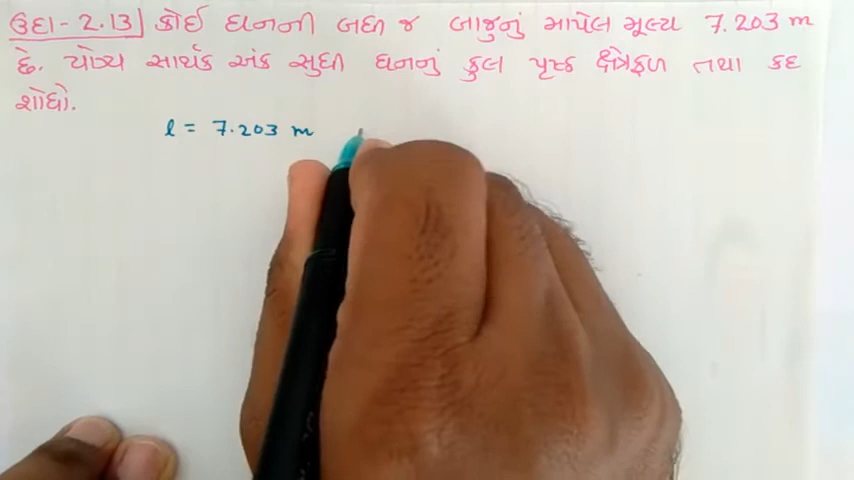 ઉદા-2.13] કોઈ ઘનની બધી જ બાજુનું માપેલ મૂલ્ય 7.203 m
છે. યોગ્ય સાર્થક અંક સુધી ઘનનું કુલ પૃષ્ઠ ક્ષેત્રફળ તથા કદ
શોધો.
l = 7.203 m